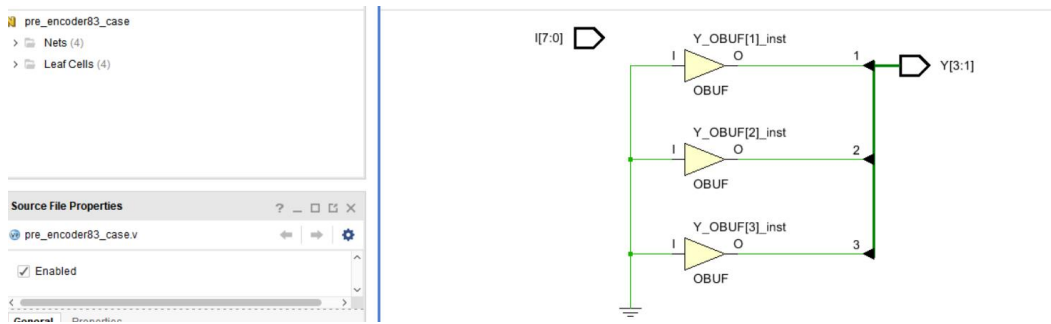 pre_encoder83_case
> Nets (4)
> Leaf Cells (4)
Source File Properties
? _
pre_encoder83_case.v
Enabled
General Properties
I[7:0]
Y_OBUF[1]_inst
I O
OBUF
1
Y[3:1]
Y_OBUF[2]_inst
I O
OBUF
2
Y_OBUF[3]_inst
I O
OBUF
3